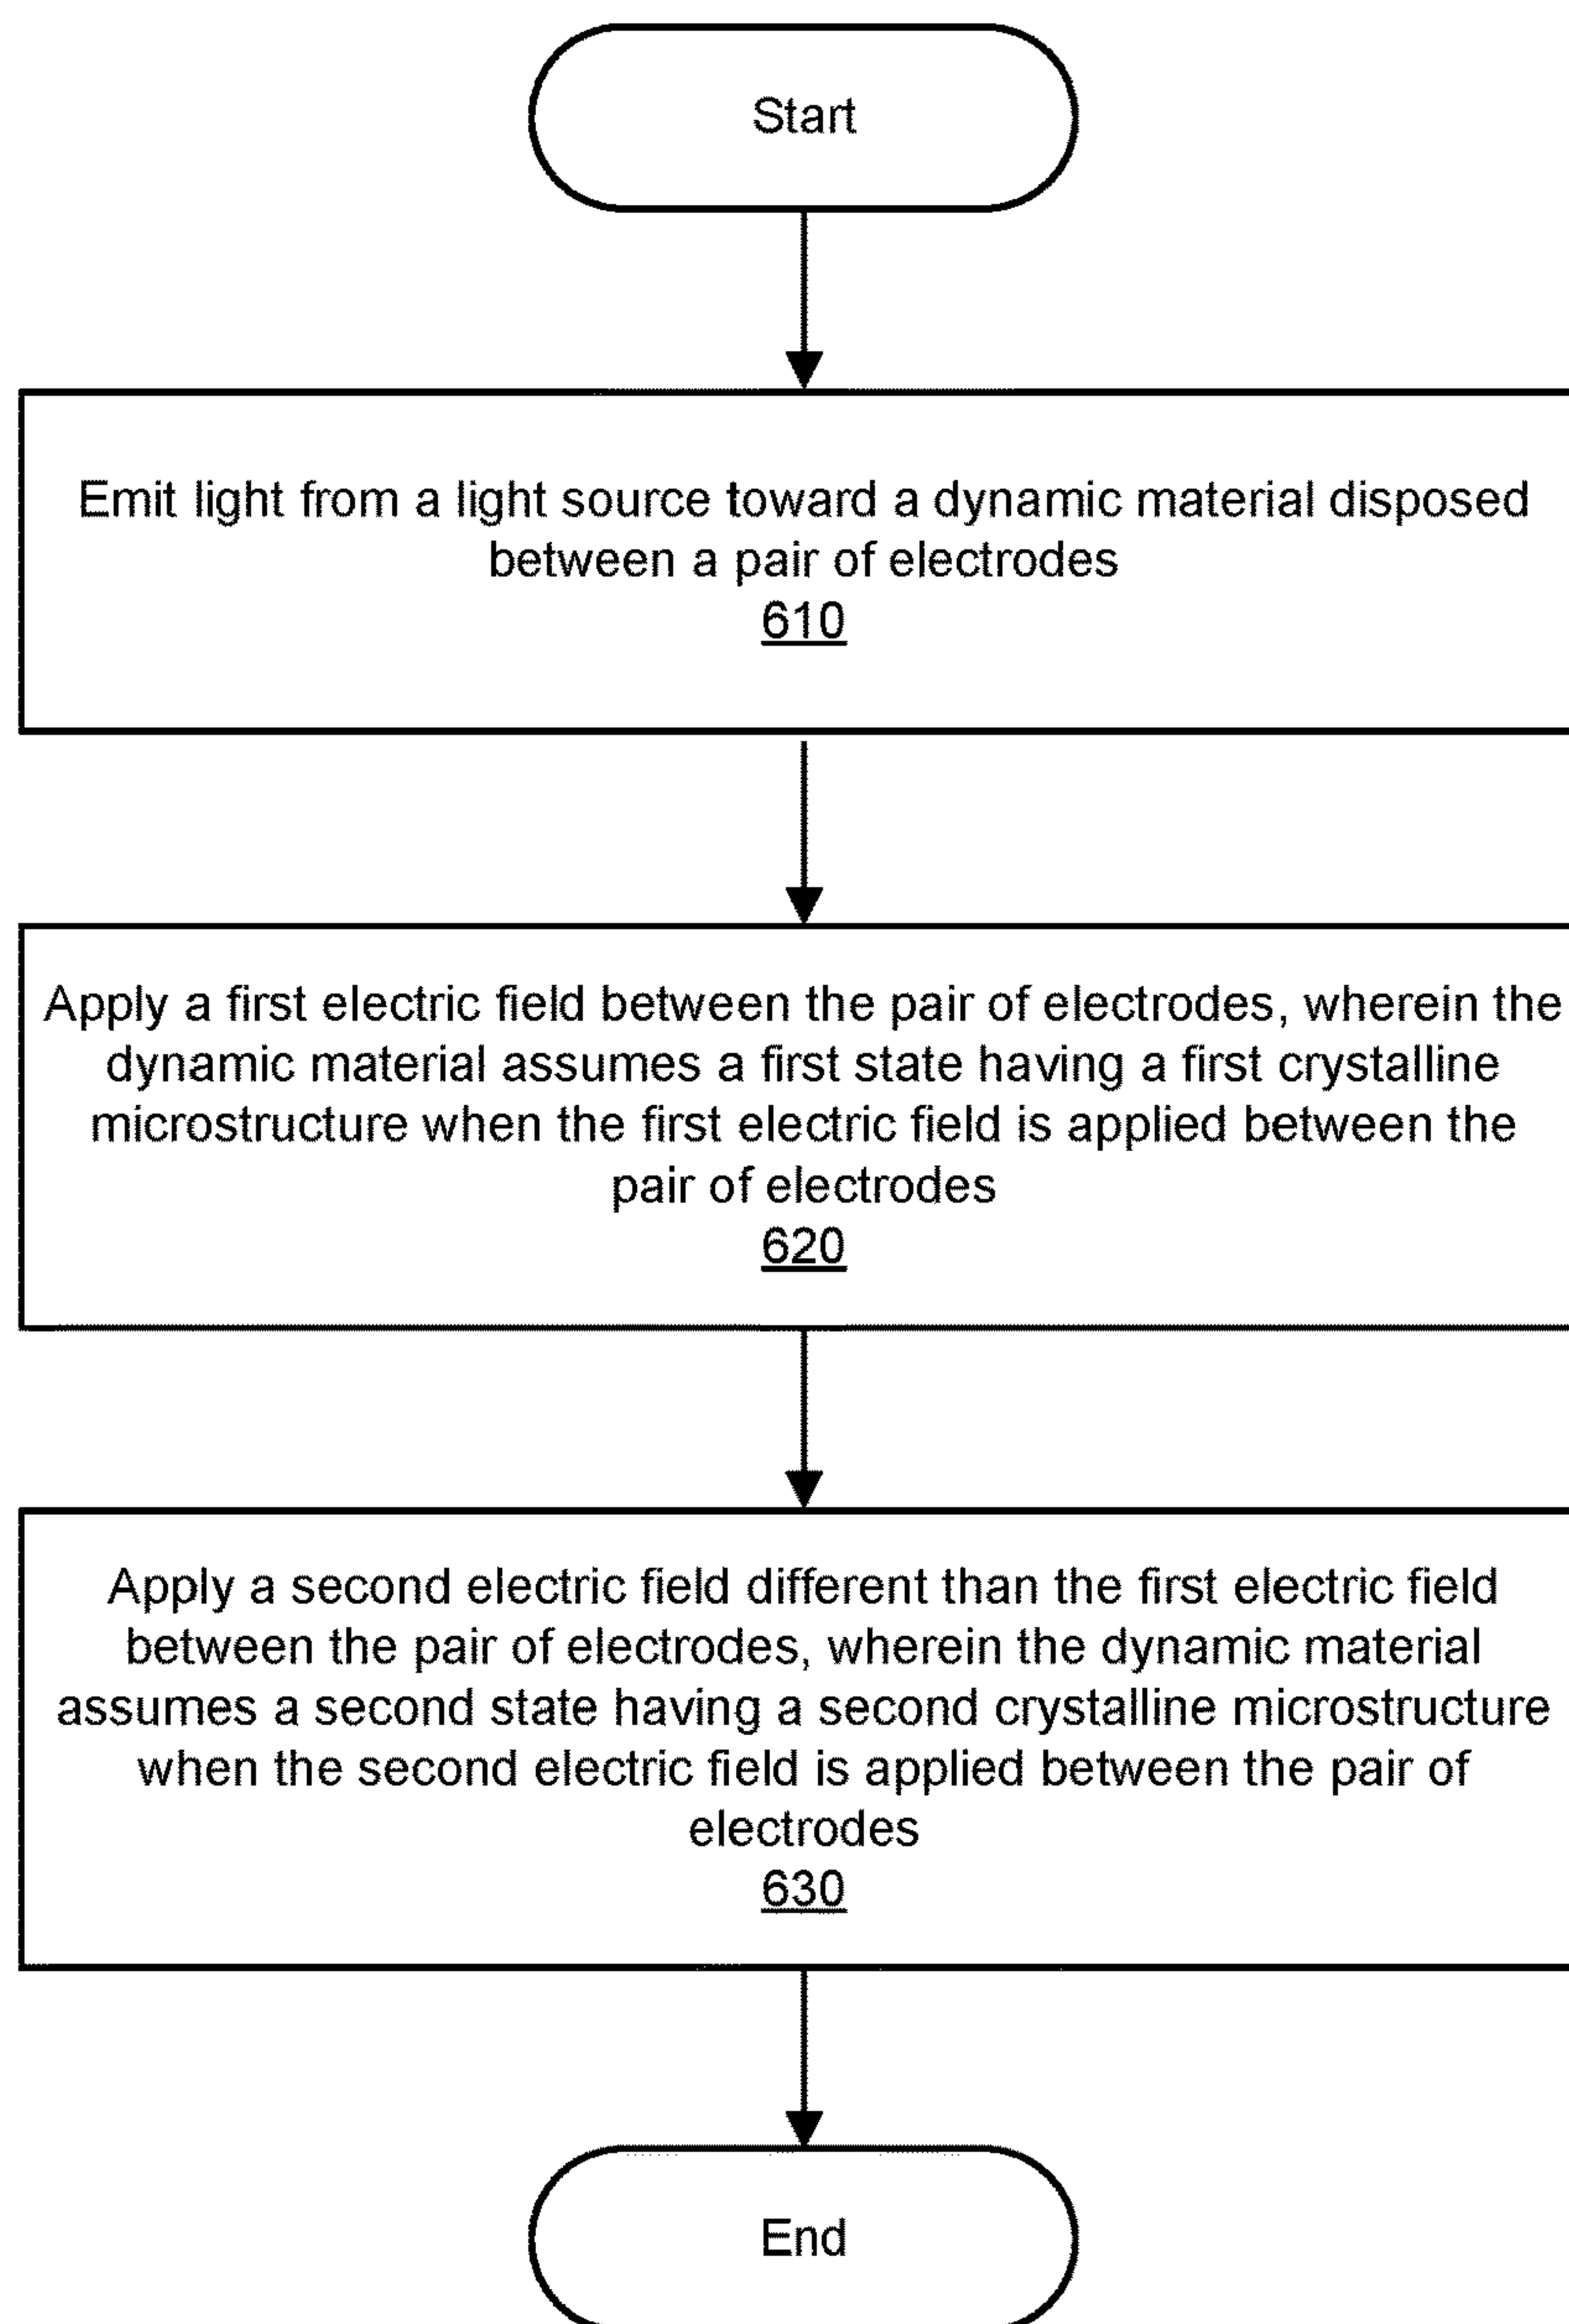 Start
Emit light from a light source toward a dynamic material disposed
between a pair of electrodes
610
Apply a first electric field between the pair of electrodes, wherein the
dynamic material assumes a first state having a first crystalline
microstructure when the first electric field is applied between the
pair of electrodes
620
Apply a second electric field different than the first electric field
between the pair of electrodes, wherein the dynamic material
assumes a second state having a second crystalline microstructure
when the second electric field is applied between the pair of
electrodes
630
End